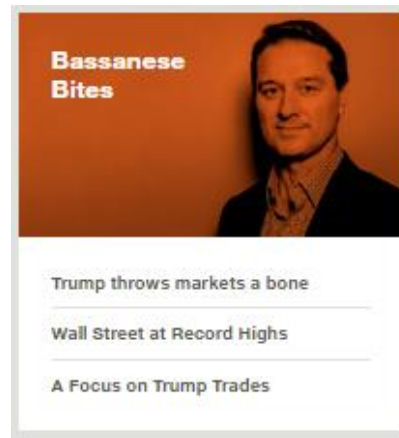 Bassanese
Bites
Trump throws markets a bone
Wall Street at Record Highs
A Focus on Trump Trades